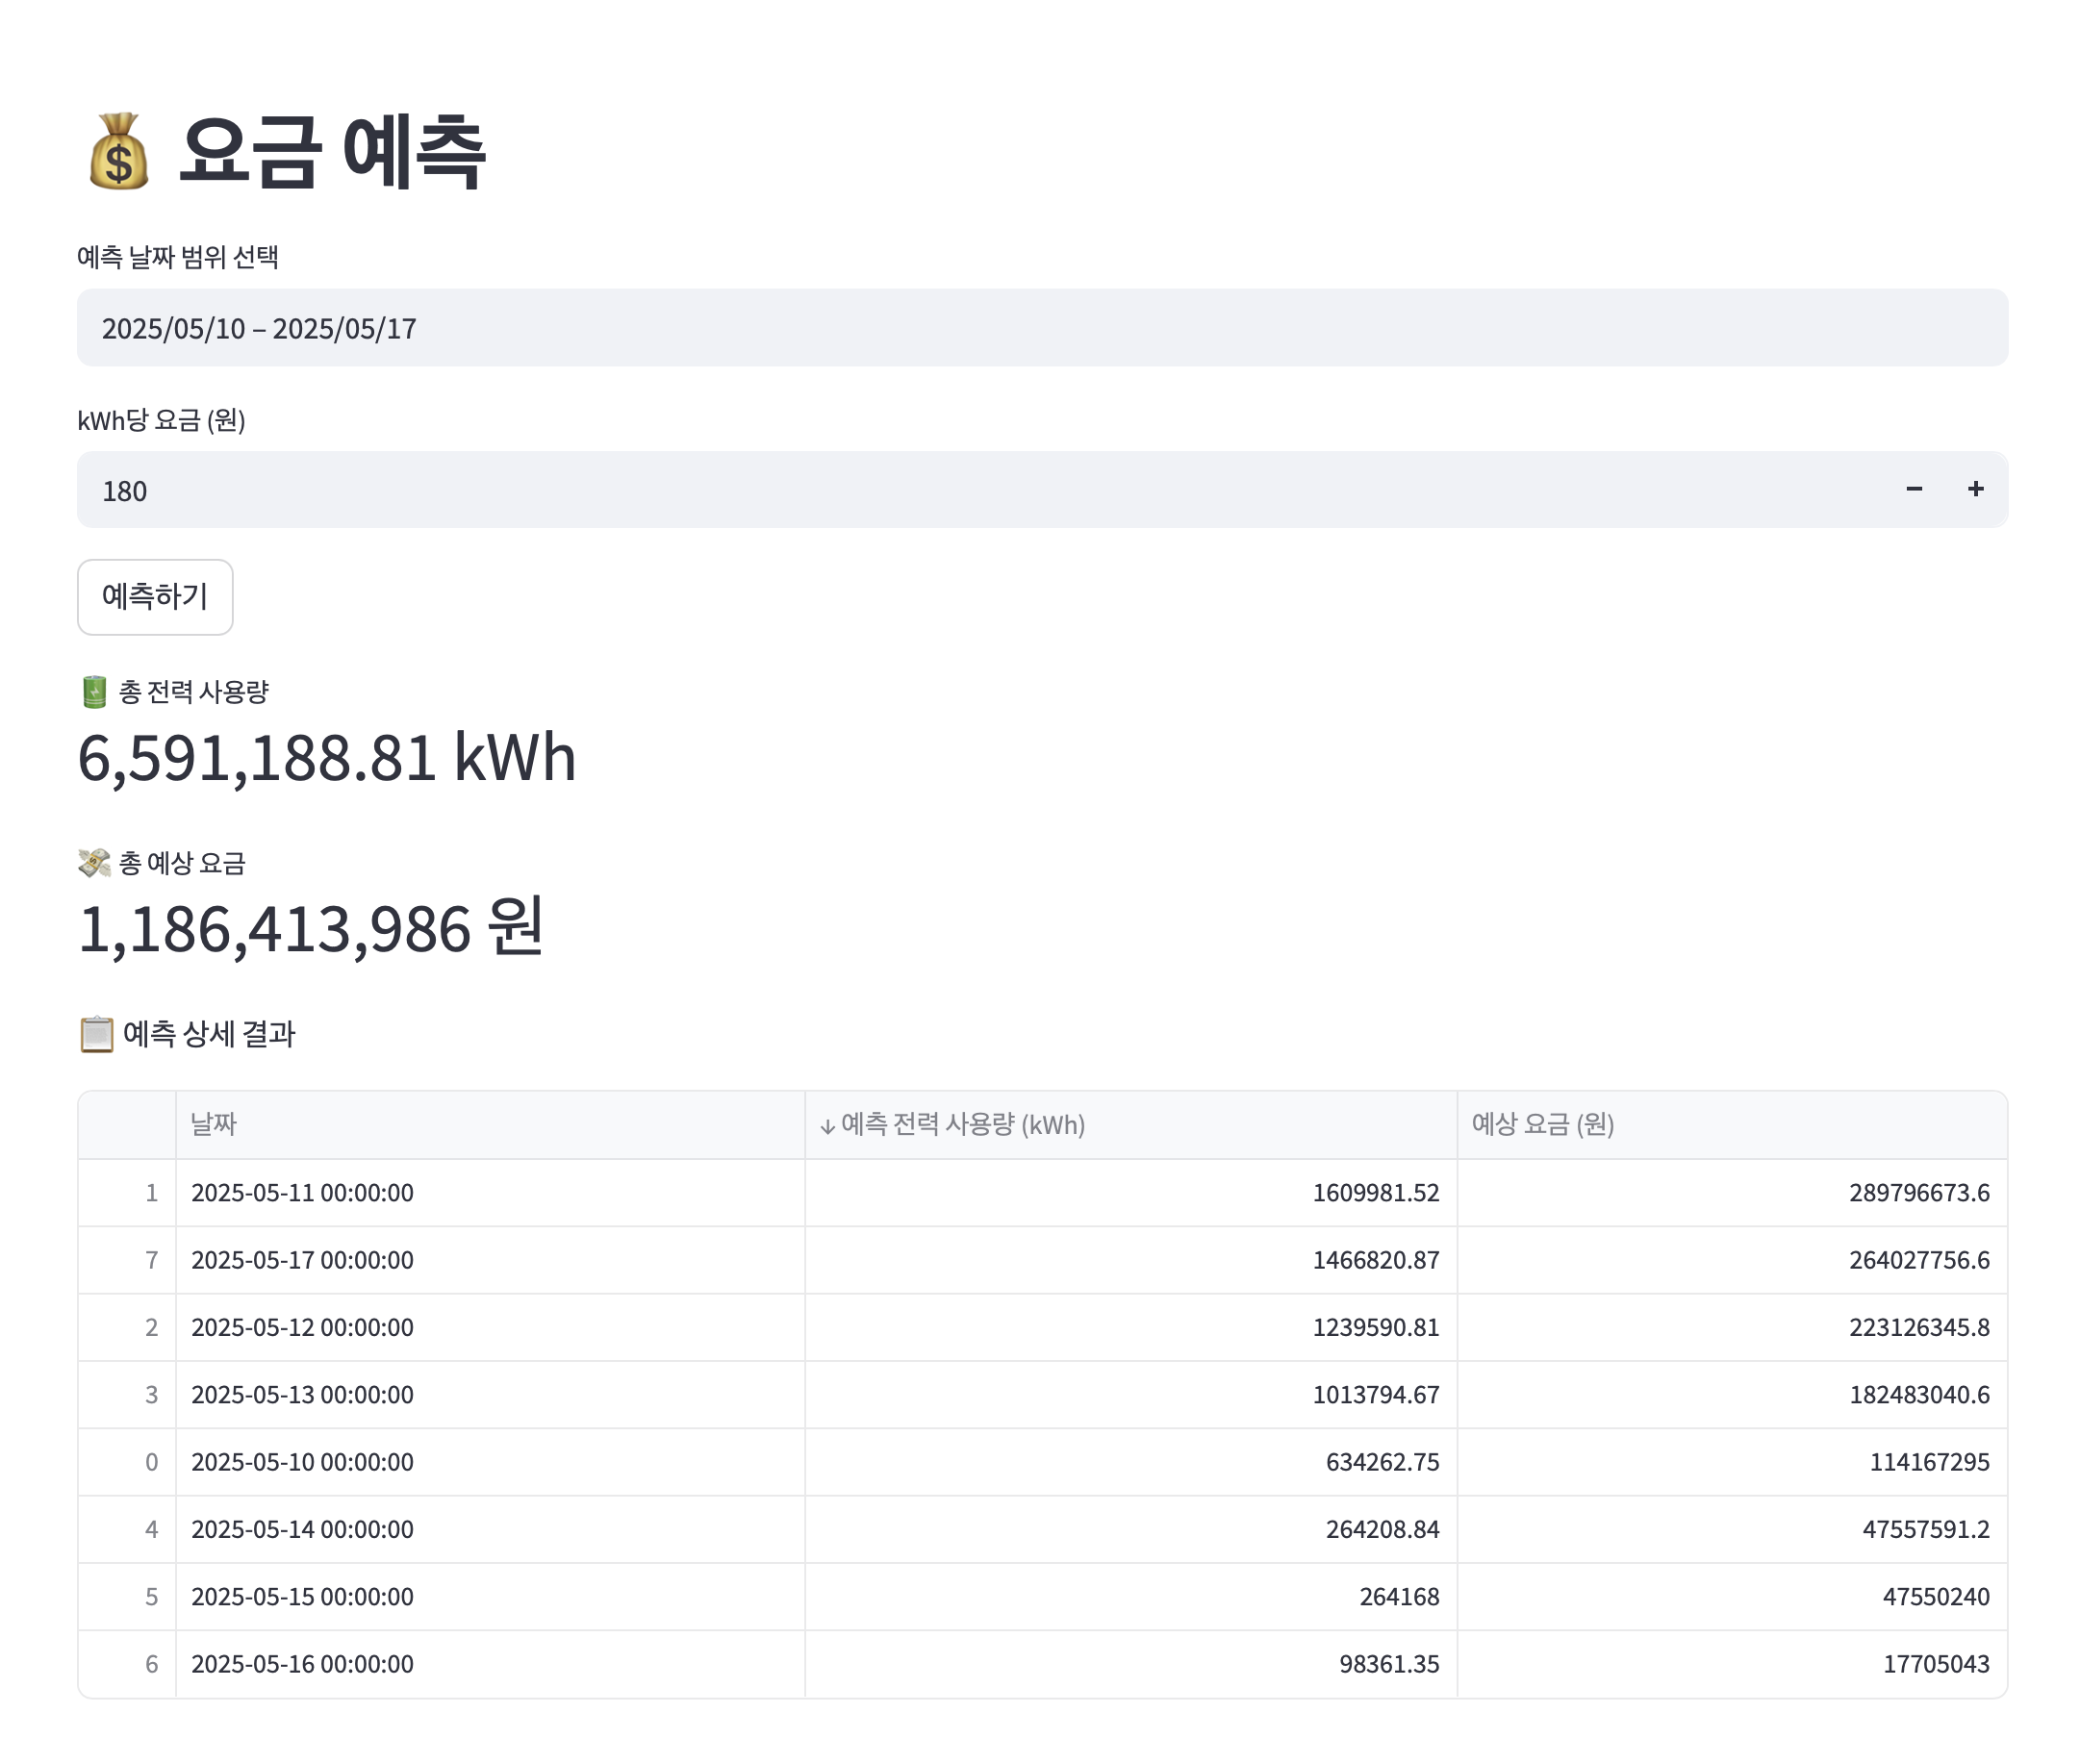 요금 예측
예측 날짜 범위 선택
2025/05/10 – 2025/05/17
kWh당 요금 (원)
180
예측하기
총 전력 사용량
6,591,188.81 kWh
총 예상 요금
1,186,413,986 원
예측 상세 결과
날짜 ↓ 예측 전력 사용량 (kWh) 예상 요금 (원)
1 2025-05-11 00:00:00 1609981.52 289796673.6
7 2025-05-17 00:00:00 1466820.87 264027756.6
2 2025-05-12 00:00:00 1239590.81 223126345.8
3 2025-05-13 00:00:00 1013794.67 182483040.6
0 2025-05-10 00:00:00 634262.75 114167295
4 2025-05-14 00:00:00 264208.84 47557591.2
5 2025-05-15 00:00:00 264168 47550240
6 2025-05-16 00:00:00 98361.35 17705043